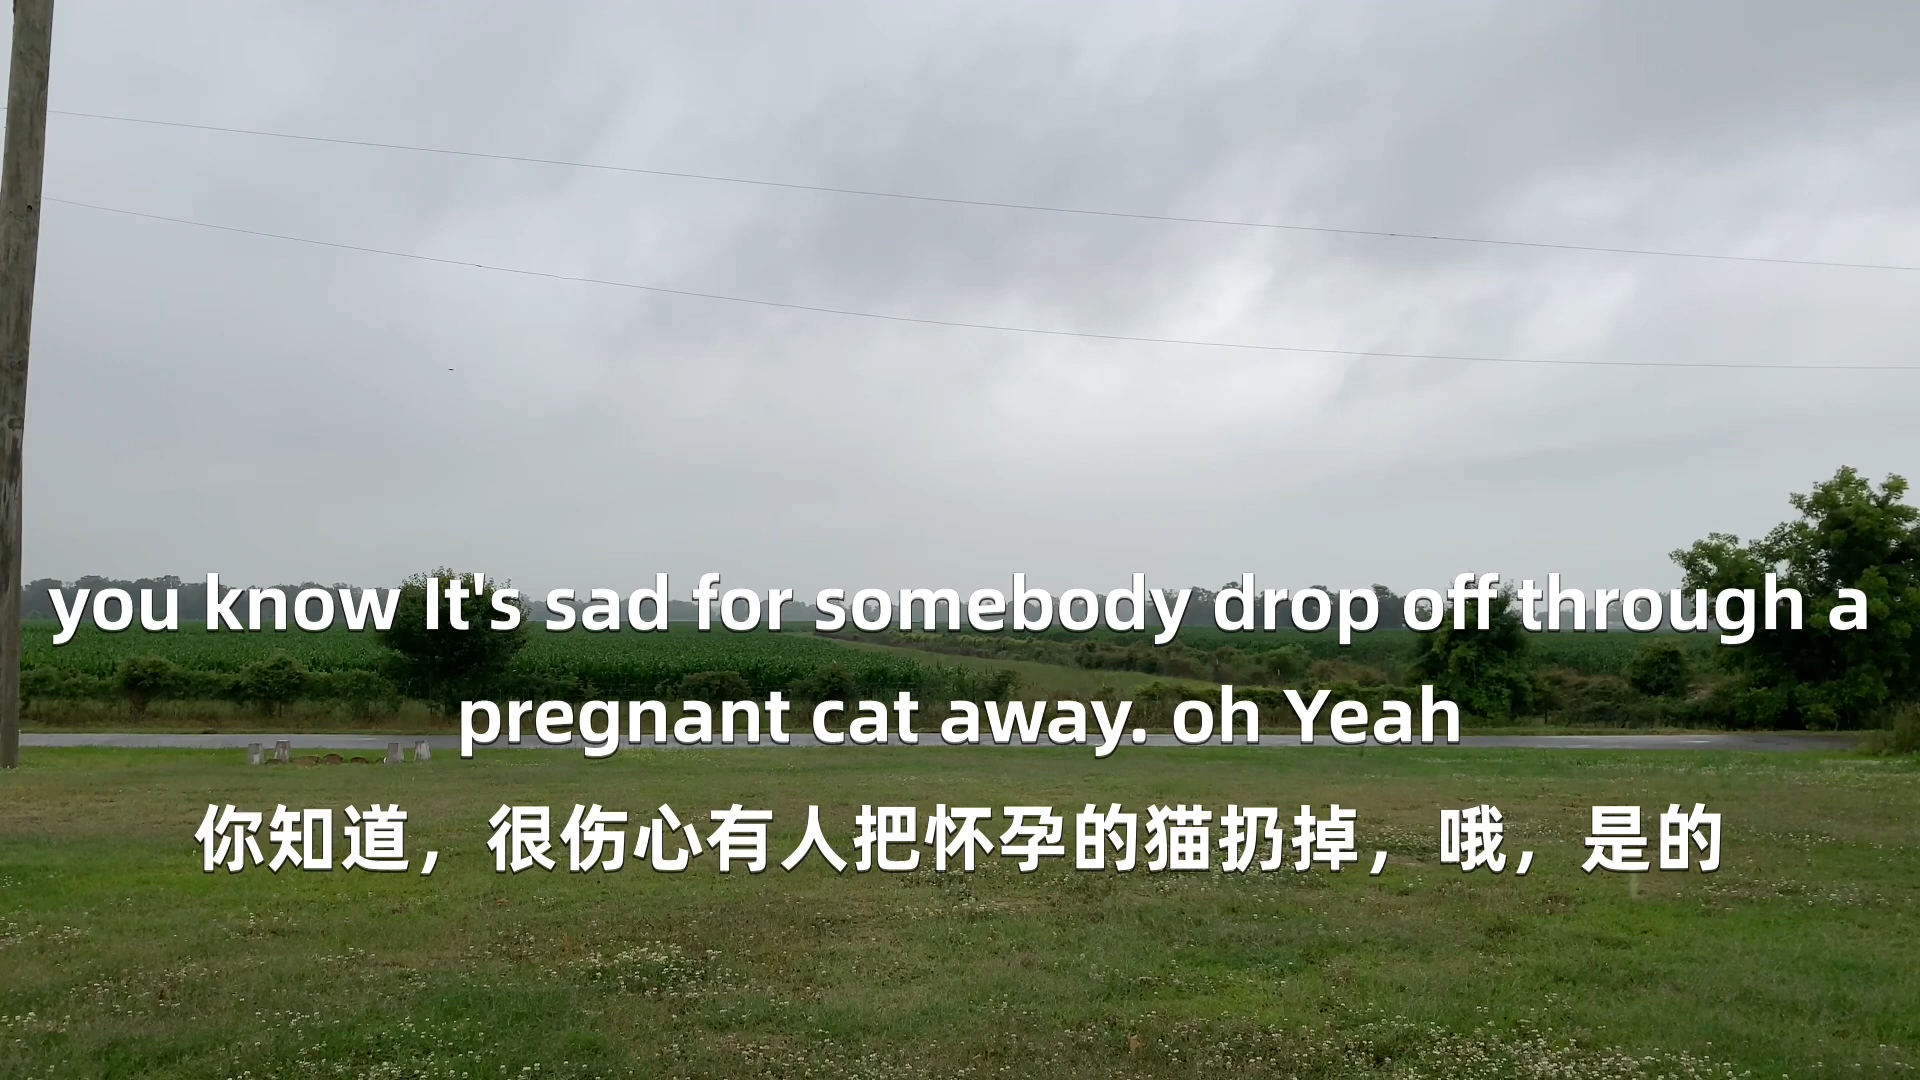 you know It's sad for somebody drop off through a
pregnant cat away. oh Yeah
你知道，很伤心有人把怀孕的猫扔掉，哦，是的